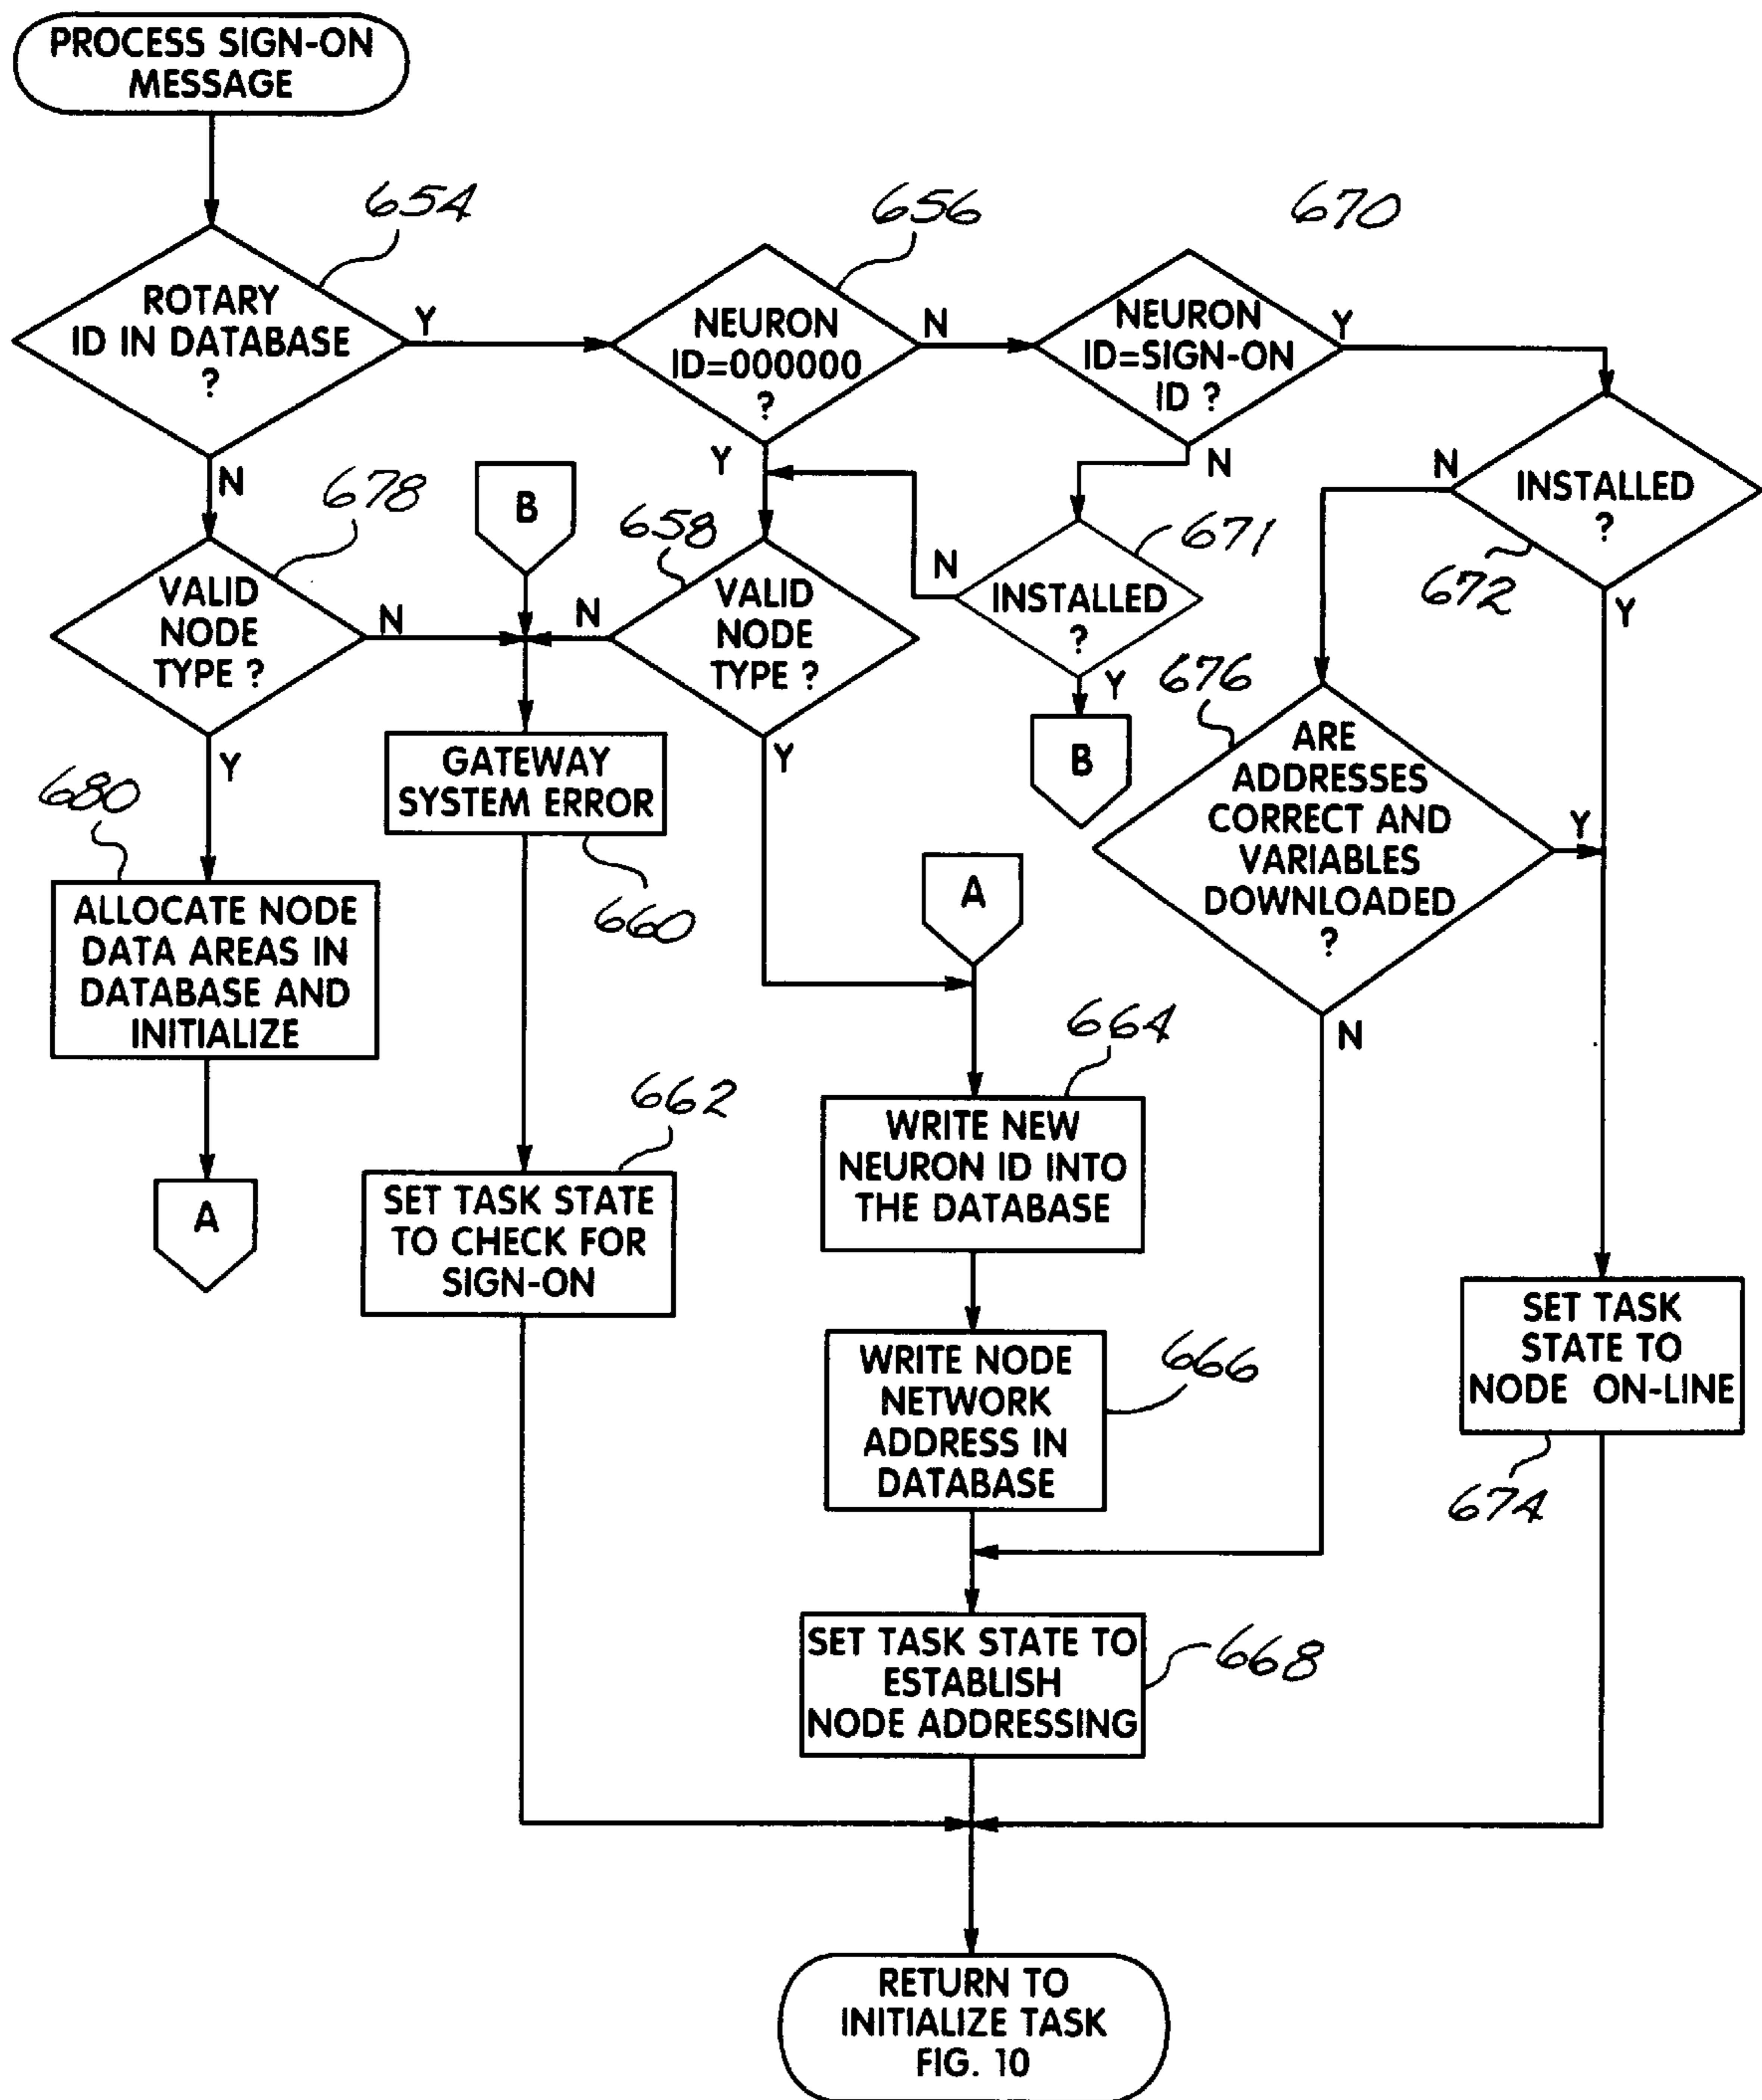 PROCESS SIGN-ON
MESSAGE
654
656
670
ROTARY
ID IN DATABASE
?
Y
NEURON
ID=000000
?
N
NEURON
ID=SIGN-ON
ID ?
Y
N
Y
N
N
INSTALLED
?
672
Y
678
B
658
671
VALID
NODE
TYPE ?
N
N
VALID
NODE
TYPE ?
N
INSTALLED
?
Y
B
676
ARE
ADDRESSES
CORRECT AND
VARIABLES
DOWNLOADED
?
Y
N
Y
Y
680
GATEWAY
SYSTEM ERROR
660
ALLOCATE NODE
DATA AREAS IN
DATABASE AND
INITIALIZE
A
A
662
664
SET TASK STATE
TO CHECK FOR
SIGN-ON
WRITE NEW
NEURON ID INTO
THE DATABASE
SET TASK
STATE TO
NODE ON-LINE
674
WRITE NODE
NETWORK
ADDRESS IN
DATABASE
666
SET TASK STATE TO
ESTABLISH
NODE ADDRESSING
668
RETURN TO
INITIALIZE TASK
FIG. 10